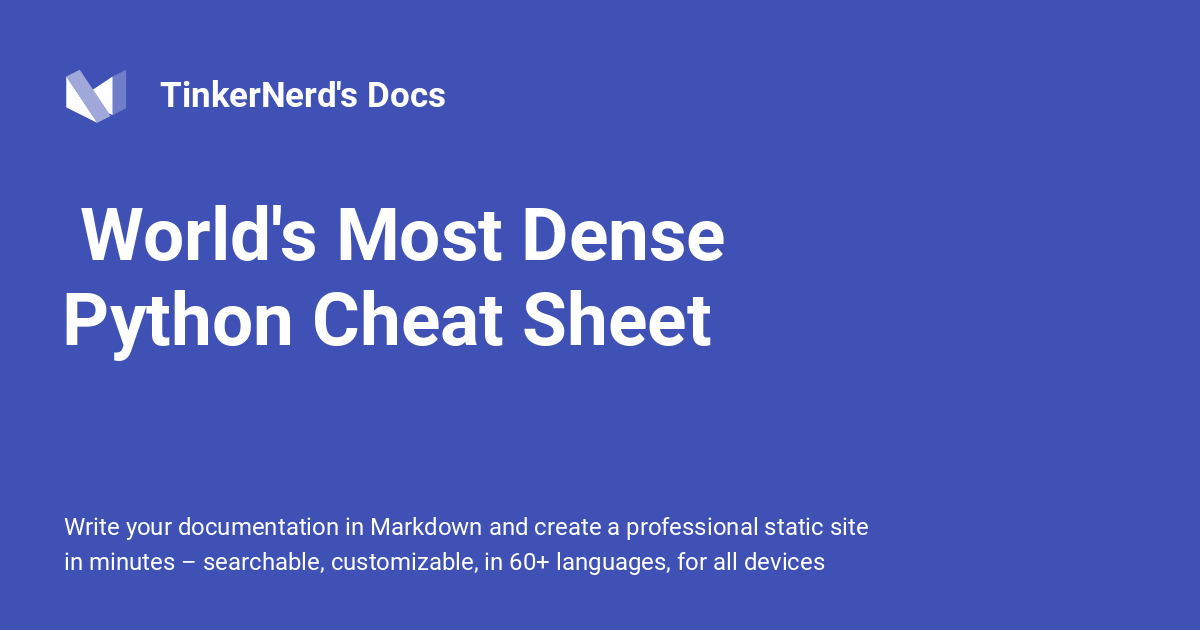 TinkerNerd's Docs
World's Most Dense
Python Cheat Sheet
Write your documentation in Markdown and create a professional static site
in minutes – searchable, customizable, in 60+ languages, for all devices